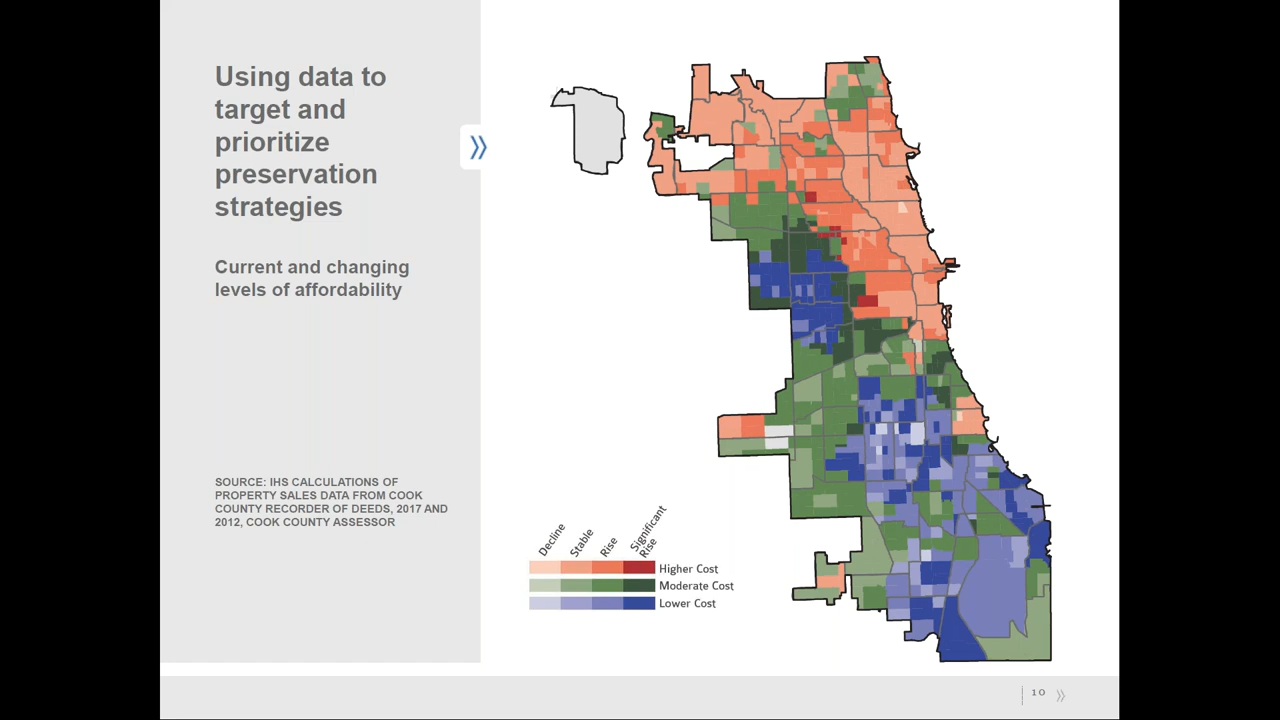 Using data to
target and
prioritize
preservation
strategies
Current and changing
levels of affordability
SOURCE: IHS CALCULATIONS OF
PROPERTY SALES DATA FROM COOK
COUNTY RECORDER OF DEEDS, 2017 AND
2012, COOK COUNTY ASSESSOR
Decline
Stable
Rise
Significant
Rise
Higher Cost
Moderate Cost
Lower Cost
10